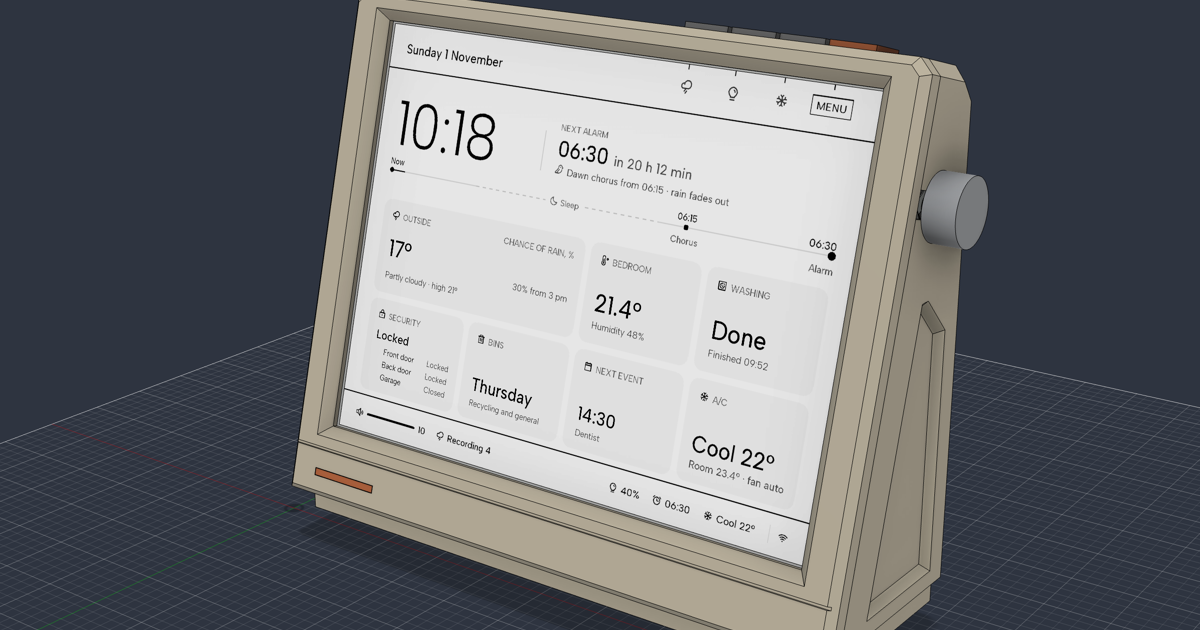 Sunday 1 November
MENU
10:18
NEXT ALARM
06:30 in 20 h 12 min
Dawn chorus from 06:15 · rain fades out
Now
Sleep
06:15
Chorus
06:30
Alarm
OUTSIDE
17°
Partly cloudy · high 21°
CHANCE OF RAIN, %
30% from 3 pm
BEDROOM
21.4°
Humidity 48%
WASHING
Done
Finished 09:52
SECURITY
Locked
Front door Locked
Back door Locked
Garage Closed
BINS
Thursday
Recycling and general
NEXT EVENT
14:30
Dentist
A/C
Cool 22°
Room 23.4° · fan auto
10
Recording 4
40%
06:30
Cool 22°